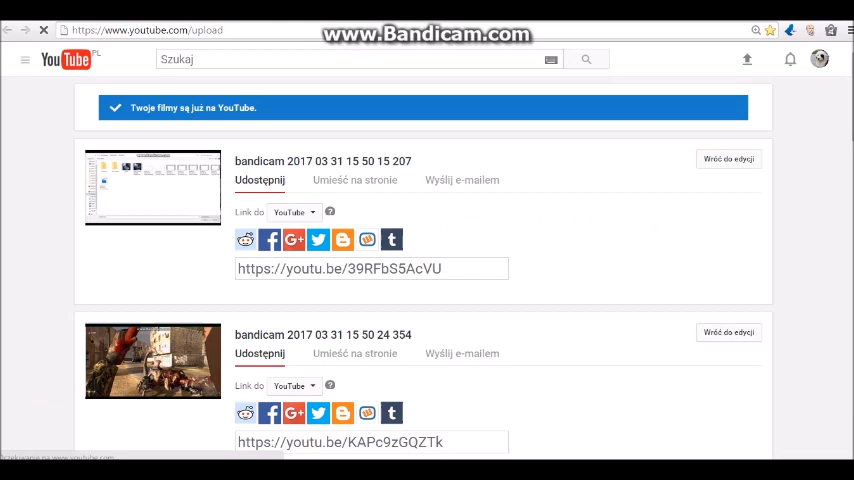 https://www.youtube.com/upload
www.Bandicam.com
YouTube PL
Szukaj
Twoje filmy są już na YouTube.
bandicam 2017 03 31 15 50 15 207
Wróć do edycji
Udostępnij Umieść na stronie Wyślij e-mailem
Link do YouTube ?
https://youtu.be/39RFbS5AcVU
bandicam 2017 03 31 15 50 24 354
Wróć do edycji
Udostępnij Umieść na stronie Wyślij e-mailem
Link do YouTube ?
https://youtu.be/KAPc9zGQZTk